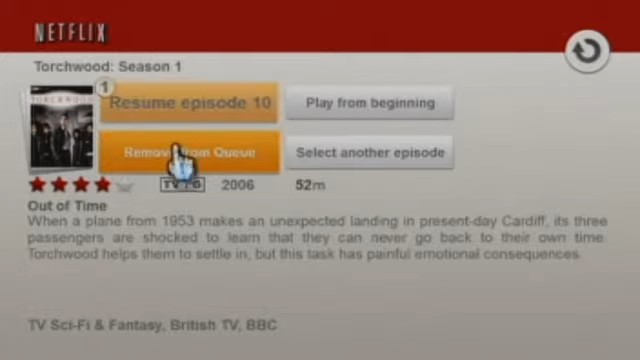 NETFLIX
Torchwood: Season 1
TORCHWOOD
1
Resume episode 10
Play from beginning
from Queue
Select another episode
2006
52m
Out of Time
When a plane from 1953 makes an unexpected landing in present-day Cardiff, its three
passengers are shocked to learn that they can never go back to their own time.
Torchwood helps them to settle in, but this task has painful emotional consequences.
TV Sci-Fi & Fantasy, British TV, BBC